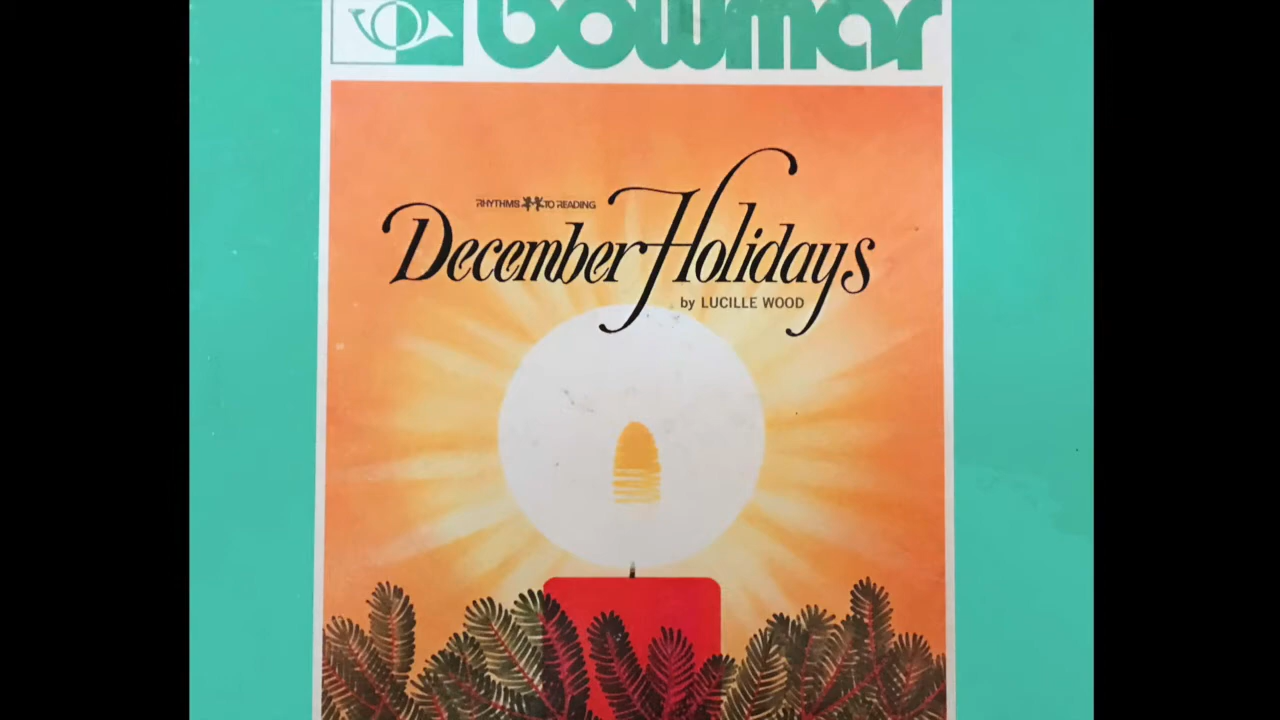 bowmar
RHYTHMS TO READING
December Holidays
by LUCILLE WOOD